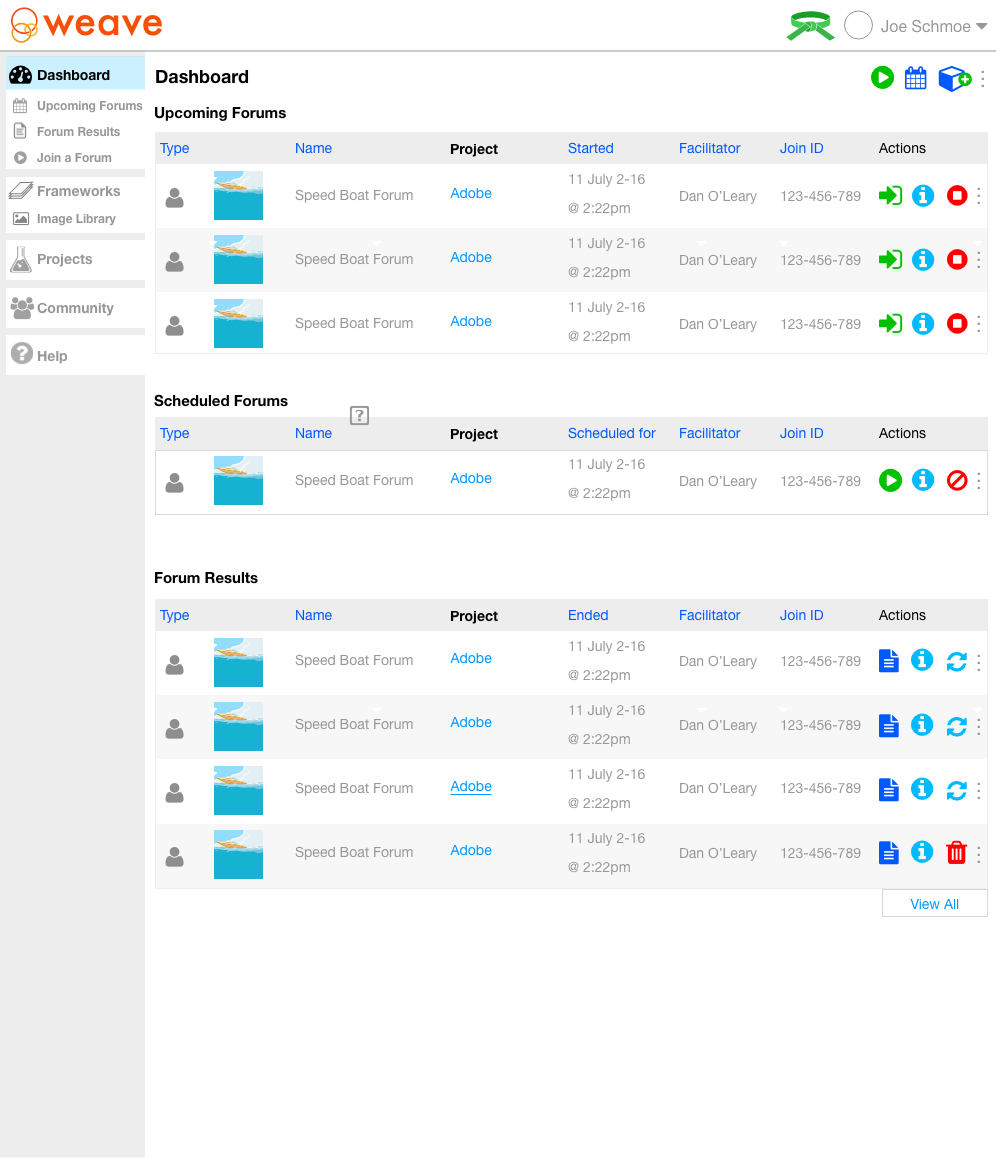 weave
Joe Schmoe
Dashboard
Upcoming Forums
Forum Results
Join a Forum
Frameworks
Image Library
Projects
Community
Help
Dashboard
Upcoming Forums
Type Name Project Started Facilitator Join ID Actions
Speed Boat Forum Adobe 11 July 2-16 Dan O’Leary 123-456-789
@ 2:22pm
Speed Boat Forum Adobe 11 July 2-16 Dan O’Leary 123-456-789
@ 2:22pm
Speed Boat Forum Adobe 11 July 2-16 Dan O’Leary 123-456-789
@ 2:22pm
Scheduled Forums
Type Name Project Scheduled for Facilitator Join ID Actions
Speed Boat Forum Adobe 11 July 2-16 Dan O’Leary 123-456-789
@ 2:22pm
Forum Results
Type Name Project Ended Facilitator Join ID Actions
Speed Boat Forum Adobe 11 July 2-16 Dan O’Leary 123-456-789
@ 2:22pm
Speed Boat Forum Adobe 11 July 2-16 Dan O’Leary 123-456-789
@ 2:22pm
Speed Boat Forum Adobe 11 July 2-16 Dan O’Leary 123-456-789
@ 2:22pm
Speed Boat Forum Adobe 11 July 2-16 Dan O’Leary 123-456-789
@ 2:22pm
View All